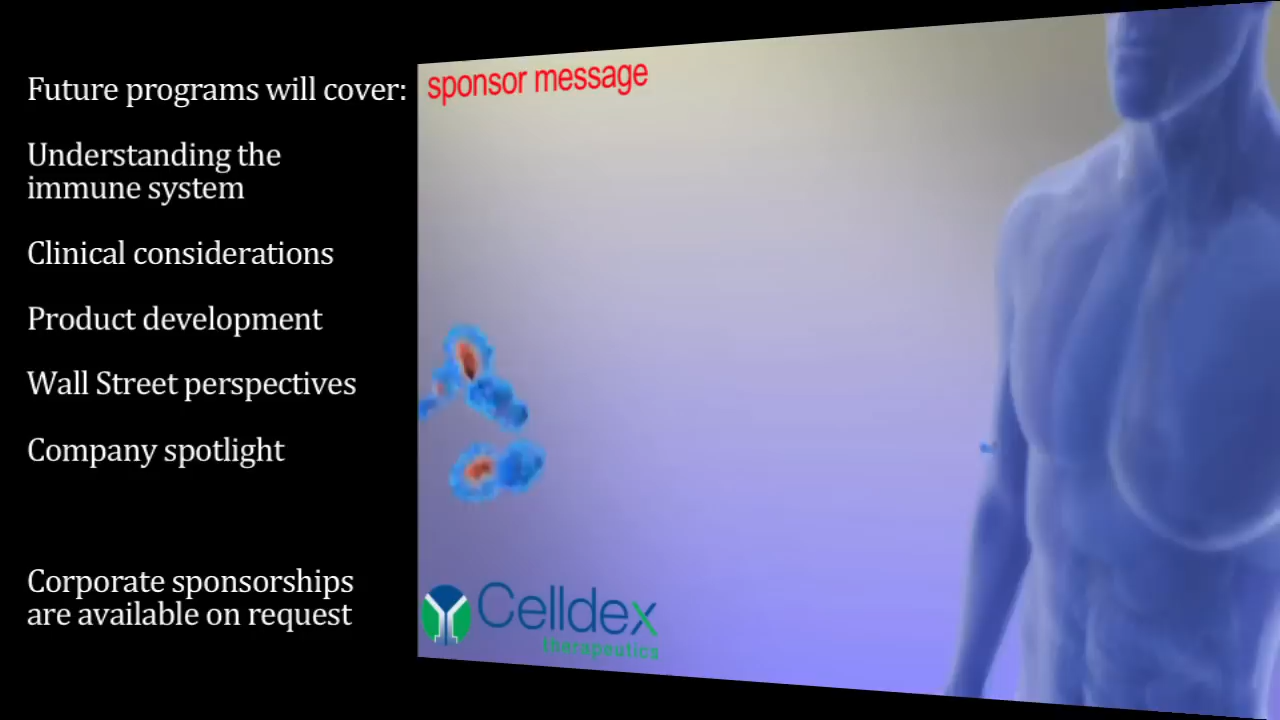 Future programs will cover:
Understanding the
immune system
Clinical considerations
Product development
Wall Street perspectives
Company spotlight
Corporate sponsorships
are available on request
sponsor message
Celldex
therapeutics